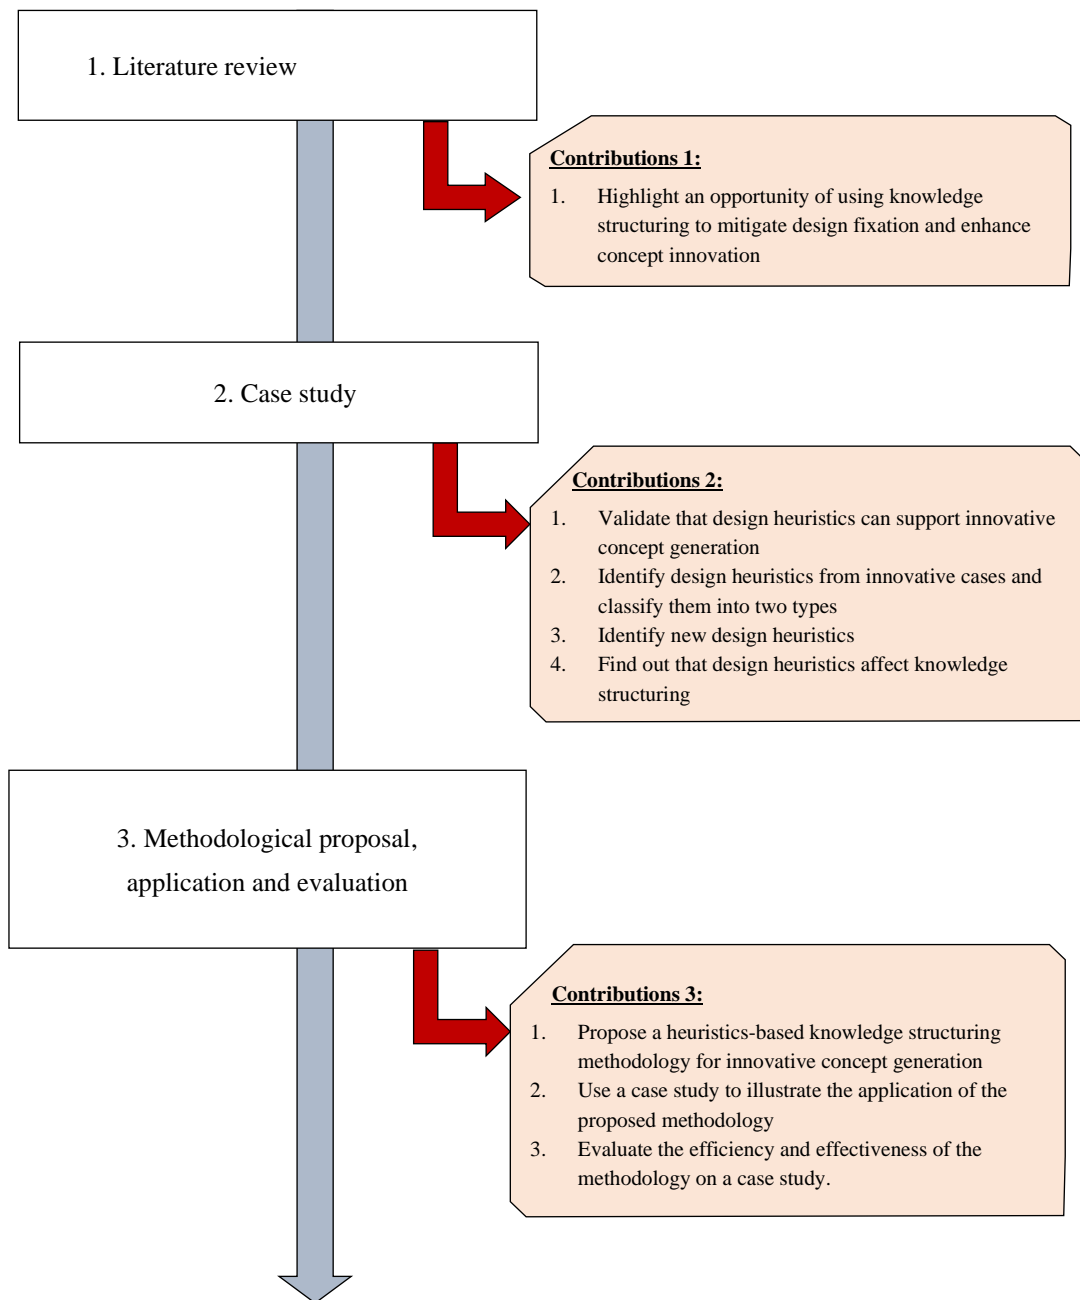 1. Literature review
Contributions 1:
1. Highlight an opportunity of using knowledge
structuring to mitigate design fixation and enhance
concept innovation
2. Case study
Contributions 2:
1. Validate that design heuristics can support innovative
concept generation
2. Identify design heuristics from innovative cases and
classify them into two types
3. Identify new design heuristics
4. Find out that design heuristics affect knowledge
structuring
3. Methodological proposal,
application and evaluation
Contributions 3:
1. Propose a heuristics-based knowledge structuring
methodology for innovative concept generation
2. Use a case study to illustrate the application of the
proposed methodology
3. Evaluate the efficiency and effectiveness of the
methodology on a case study.